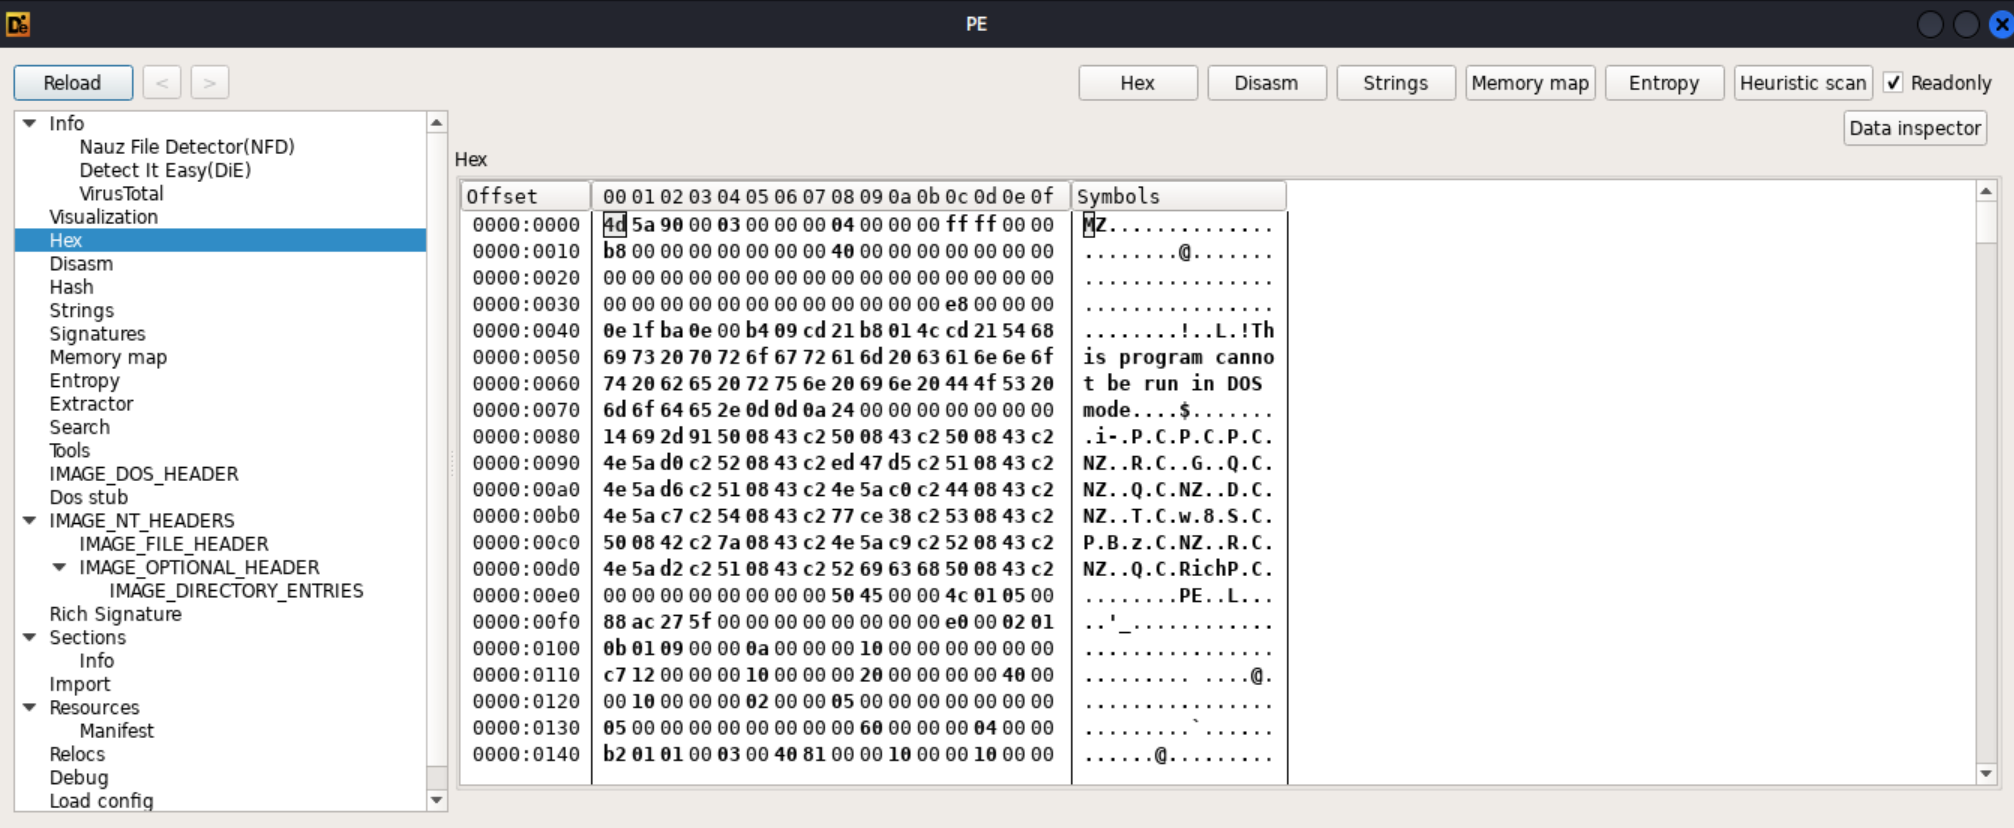 PE
Reload < > Hex Disasm Strings Memory map Entropy Heuristic scan Readonly
Data inspector
Info
Nauz File Detector(NFD)
Detect It Easy(DiE)
VirusTotal
Visualization
Hex
Disasm
Hash
Strings
Signatures
Memory map
Entropy
Extractor
Search
Tools
IMAGE_DOS_HEADER
Dos stub
IMAGE_NT_HEADERS
IMAGE_FILE_HEADER
IMAGE_OPTIONAL_HEADER
IMAGE_DIRECTORY_ENTRIES
Rich Signature
Sections
Info
Import
Resources
Manifest
Relocs
Debug
Load config
Hex
Offset 00 01 02 03 04 05 06 07 08 09 0a 0b 0c 0d 0e 0f Symbols
0000:0000 4d 5a 90 00 03 00 00 00 04 00 00 00 ff ff 00 00 MZ..............
0000:0010 b8 00 00 00 00 00 00 00 40 00 00 00 00 00 00 00 ........@.......
0000:0020 00 00 00 00 00 00 00 00 00 00 00 00 00 00 00 00 ................
0000:0030 00 00 00 00 00 00 00 00 00 00 00 00 e8 00 00 00 ................
0000:0040 0e 1f ba 0e 00 b4 09 cd 21 b8 01 4c cd 21 54 68 ........!..L.!Th
0000:0050 69 73 20 70 72 6f 67 72 61 6d 20 63 61 6e 6e 6f is program canno
0000:0060 74 20 62 65 20 72 75 6e 20 69 6e 20 44 4f 53 20 t be run in DOS
0000:0070 6d 6f 64 65 2e 0d 0d 0a 24 00 00 00 00 00 00 00 mode....$.......
0000:0080 14 69 2d 91 50 08 43 c2 50 08 43 c2 50 08 43 c2 .i-.P.C.P.C.P.C.
0000:0090 4e 5a d0 c2 52 08 43 c2 ed 47 d5 c2 51 08 43 c2 NZ..R.C..G..Q.C.
0000:00a0 4e 5a d6 c2 51 08 43 c2 4e 5a c0 c2 44 08 43 c2 NZ..Q.C.NZ..D.C.
0000:00b0 4e 5a c7 c2 54 08 43 c2 77 ce 38 c2 53 08 43 c2 NZ..T.C.w.8.S.C.
0000:00c0 50 08 42 c2 7a 08 43 c2 4e 5a c9 c2 52 08 43 c2 P.B.z.C.NZ..R.C.
0000:00d0 4e 5a d2 c2 51 08 43 c2 52 69 63 68 50 08 43 c2 NZ..Q.C.RichP.C.
0000:00e0 00 00 00 00 00 00 00 00 50 45 00 00 4c 01 05 00 ........PE..L...
0000:00f0 88 ac 27 5f 00 00 00 00 00 00 00 00 e0 00 02 01 ..'_............
0000:0100 0b 01 09 00 00 0a 00 00 00 10 00 00 00 00 00 00 ................
0000:0110 c7 12 00 00 00 10 00 00 00 20 00 00 00 00 40 00 ......... ....@.
0000:0120 00 10 00 00 00 02 00 00 05 00 00 00 00 00 00 00 ................
0000:0130 05 00 00 00 00 00 00 00 00 60 00 00 00 04 00 00 .........`......
0000:0140 b2 01 01 00 03 00 40 81 00 00 10 00 00 10 00 00 ......@.........